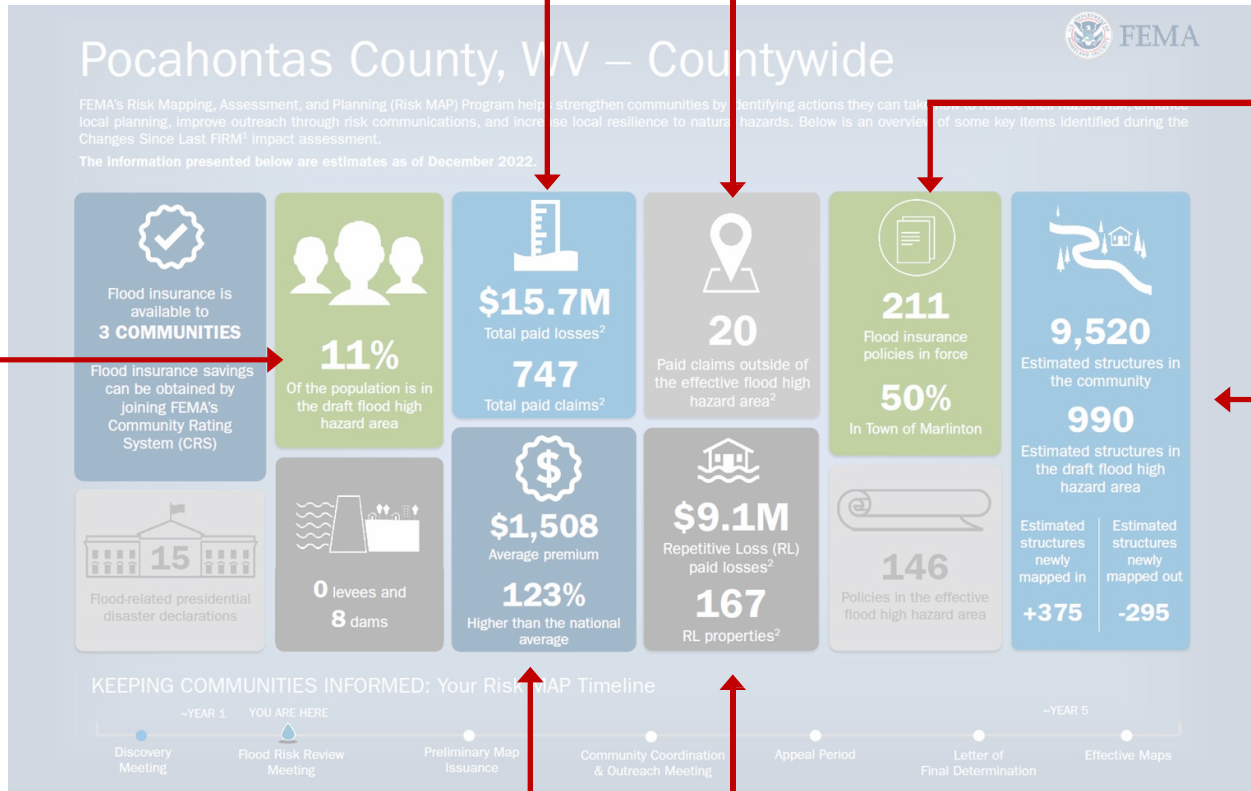 FEMA
Pocahontas County, WV – Countywide
FEMA's Risk Mapping, Assessment, and Planning (Risk MAP) Program helps strengthen communities by identifying actions they can take now to reduce their hazard risk, enhance
local planning, improve outreach through risk communications, and increase local resilience to natural hazards. Below is an overview of some key items identified during the
Changes Since Last FIRM¹ impact assessment.
The information presented below are estimates as of December 2022.
Flood insurance is
available to
3 COMMUNITIES
Flood insurance savings
can be obtained by
joining FEMA's
Community Rating
System (CRS)
15
Flood-related presidential
disaster declarations
11%
Of the population is in
the draft flood high
hazard area
0 levees and
8 dams
$15.7M
Total paid losses²
747
Total paid claims²
$
$1,508
Average premium
123%
Higher than the national
average
20
Paid claims outside of
the effective flood high
hazard area²
$9.1M
Repetitive Loss (RL)
paid losses²
167
RL properties²
211
Flood insurance
policies in force
50%
In Town of Marlinton
146
Policies in the effective
flood high hazard area
9,520
Estimated structures in
the community
990
Estimated structures in
the draft flood high
hazard area
Estimated
structures
newly
mapped in
+375
Estimated
structures
newly
mapped out
-295
KEEPING COMMUNITIES INFORMED: Your Risk MAP Timeline
~YEAR 1
YOU ARE HERE
~YEAR 5
Discovery
Meeting
Flood Risk Review
Meeting
Preliminary Map
Issuance
Community Coordination
& Outreach Meeting
Appeal Period
Letter of
Final Determination
Effective Maps